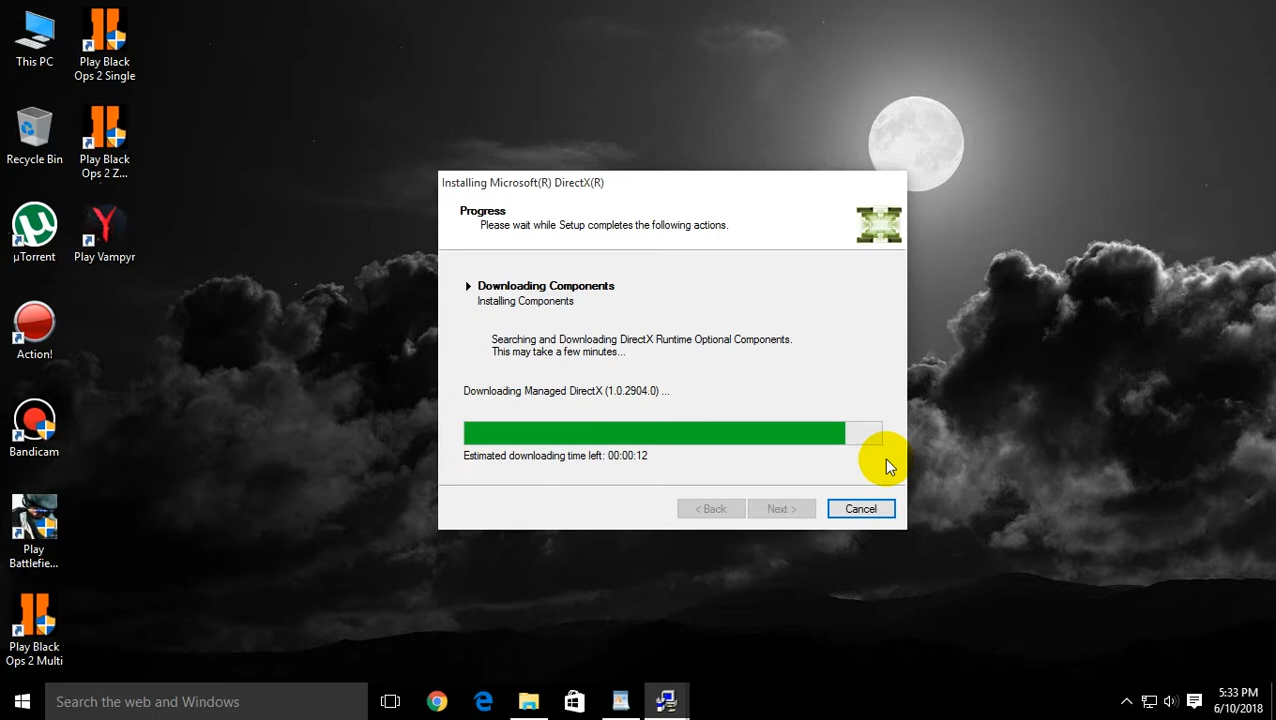 This PC
Play Black
Ops 2 Single
Recycle Bin
Play Black
Ops 2 Z...
µTorrent
Play Vampyr
Action!
Bandicam
Play
Battlefie...
Play Black
Ops 2 Multi
Installing Microsoft(R) DirectX(R)
Progress
Please wait while Setup completes the following actions.
Downloading Components
Installing Components
Searching and Downloading DirectX Runtime Optional Components.
This may take a few minutes...
Downloading Managed DirectX (1.0.2904.0) ...
Estimated downloading time left: 00:00:12
< Back
Next >
Cancel
Search the web and Windows
5:33 PM
6/10/2018